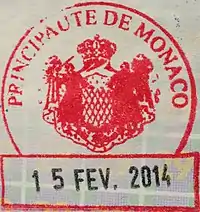 PRINCIPAUTE DE MONACO
15 FEV. 2014